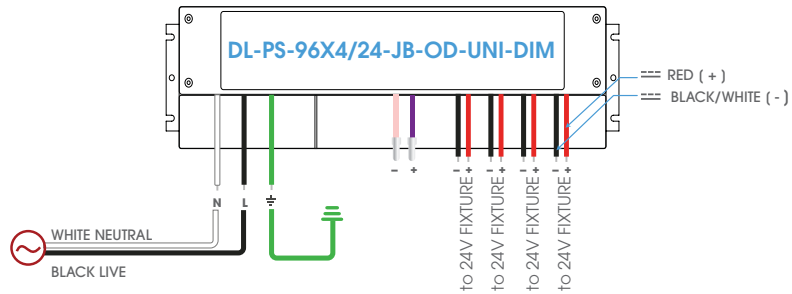 DL-PS-96X4/24-JB-OD-UNI-DIM
RED ( + )
BLACK/WHITE ( - )
- +
- + - + - + - +
N L
to 24V FIXTURE
to 24V FIXTURE
to 24V FIXTURE
to 24V FIXTURE
WHITE NEUTRAL
BLACK LIVE